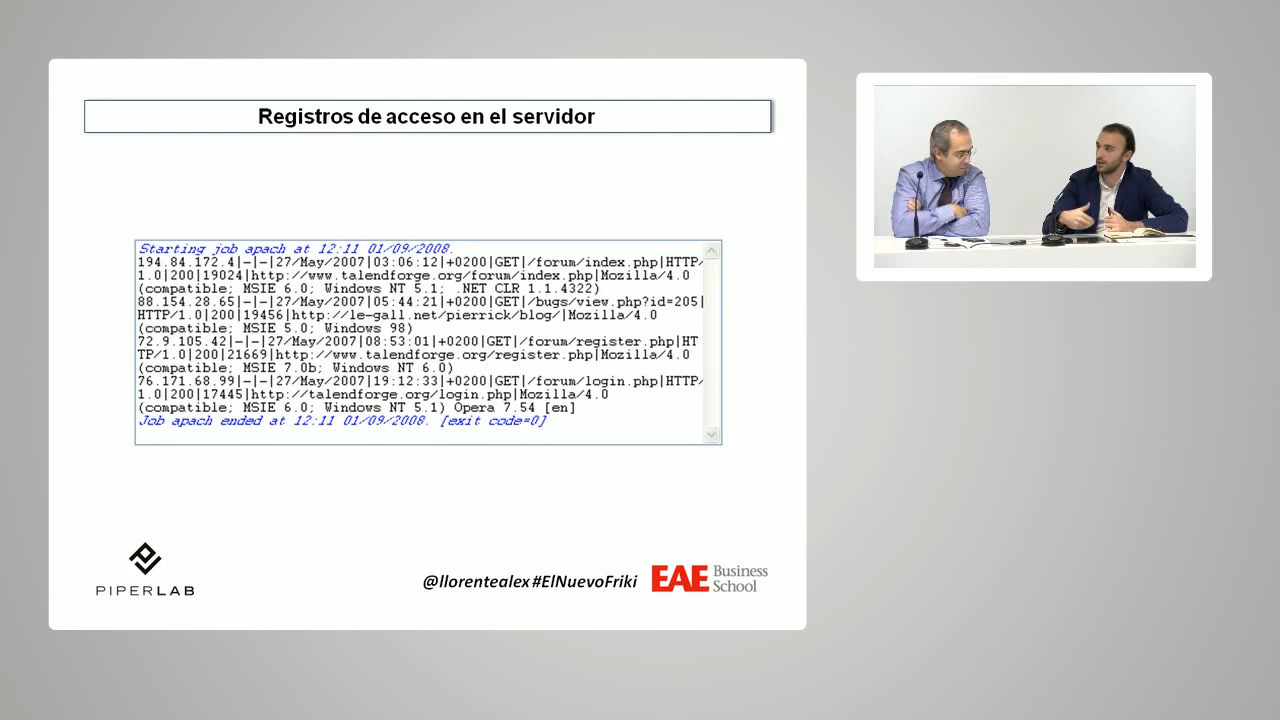 Registros de acceso en el servidor
Starting job apach at 12:11 01/09/2008.
194.84.172.4|-|-|27/May/2007|03:06:12|+0200|GET|/forum/index.php|HTTP/
1.0|200|19024|http://www.talendforge.org/forum/index.php|Mozilla/4.0
(compatible; MSIE 6.0; Windows NT 5.1; .NET CLR 1.1.4322)
88.154.28.65|-|-|27/May/2007|05:44:21|+0200|GET|/bugs/view.php?id=205|
HTTP/1.0|200|19456|http://le-gall.net/pierrick/blog/|Mozilla/4.0
(compatible; MSIE 5.0; Windows 98)
72.9.105.42|-|-|27/May/2007|08:53:01|+0200|GET|/forum/register.php|HT
TP/1.0|200|21669|http://www.talendforge.org/register.php|Mozilla/4.0
(compatible; MSIE 7.0b; Windows NT 6.0)
76.171.68.99|-|-|27/May/2007|19:12:33|+0200|GET|/forum/login.php|HTTP/
1.0|200|17445|http://talendforge.org/login.php|Mozilla/4.0
(compatible; MSIE 6.0; Windows NT 5.1) Opera 7.54 [en]
Job apach ended at 12:11 01/09/2008. [exit code=0]
PIPERLAB
@llorentealex #ElNuevoFriki
EAE Business
School